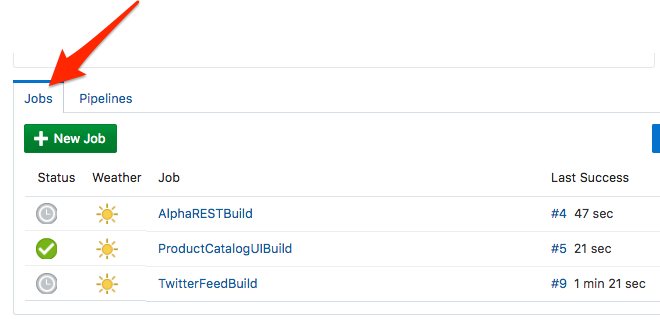 Jobs Pipelines
New Job
Status Weather Job Last Success
AlphaRESTBuild #4 47 sec
ProductCatalogUIBuild #5 21 sec
TwitterFeedBuild #9 1 min 21 sec